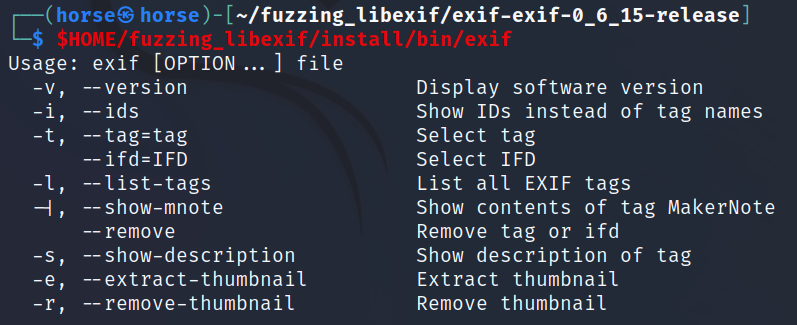 ┌──(horse㉿horse)-[~/fuzzing_libexif/exif-exif-0_6_15-release]
└─$ $HOME/fuzzing_libexif/install/bin/exif
Usage: exif [OPTION...] file
  -v, --version                   Display software version
  -i, --ids                       Show IDs instead of tag names
  -t, --tag=tag                   Select tag
      --ifd=IFD                   Select IFD
  -l, --list-tags                 List all EXIF tags
  -|, --show-mnote                Show contents of tag MakerNote
      --remove                    Remove tag or ifd
  -s, --show-description          Show description of tag
  -e, --extract-thumbnail         Extract thumbnail
  -r, --remove-thumbnail          Remove thumbnail